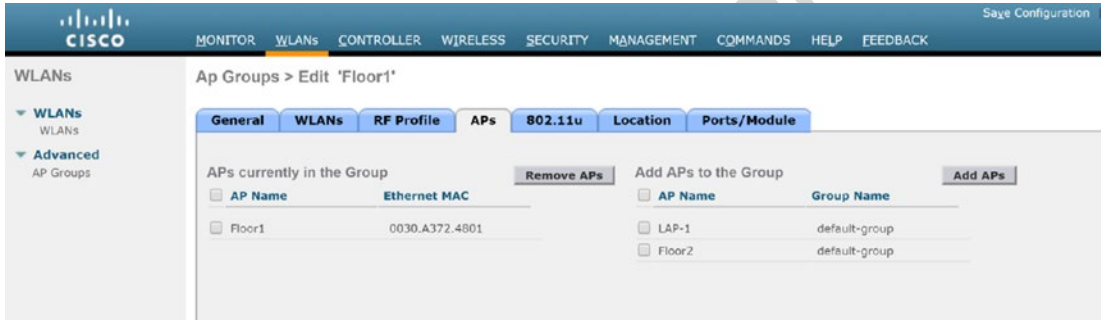 Save Configuration
CISCO
MONITOR WLANs CONTROLLER WIRELESS SECURITY MANAGEMENT COMMANDS HELP FEEDBACK
WLANs
WLANs
WLANs
Advanced
AP Groups
Ap Groups > Edit 'Floor1'
General WLANs RF Profile APs 802.11u Location Ports/Module
APs currently in the Group Remove APs
AP Name Ethernet MAC
Floor1 0030.A372.4801
Add APs to the Group Add APs
AP Name Group Name
LAP-1 default-group
Floor2 default-group